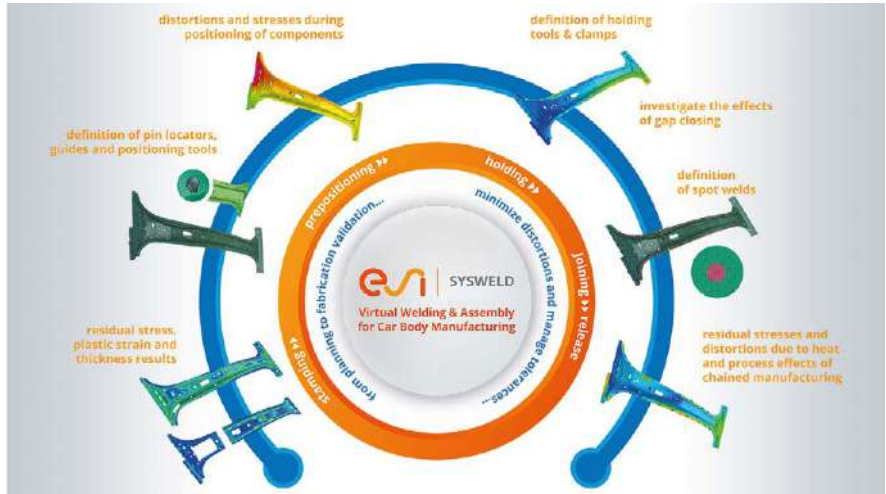 distortions and stresses during
positioning of components
definition of holding
tools & clamps
investigate the effects
of gap closing
definition of pin locators,
guides and positioning tools
definition
of spot welds
residual stress,
plastic strain and
thickness results
residual stresses and
distortions due to heat
and process effects of
chained manufacturing
stamping
prepositioning
holding
joining
release
from planning to fabrication validation...
minimize distortions and manage tolerances...
esi | SYSWELD
Virtual Welding & Assembly
for Car Body Manufacturing